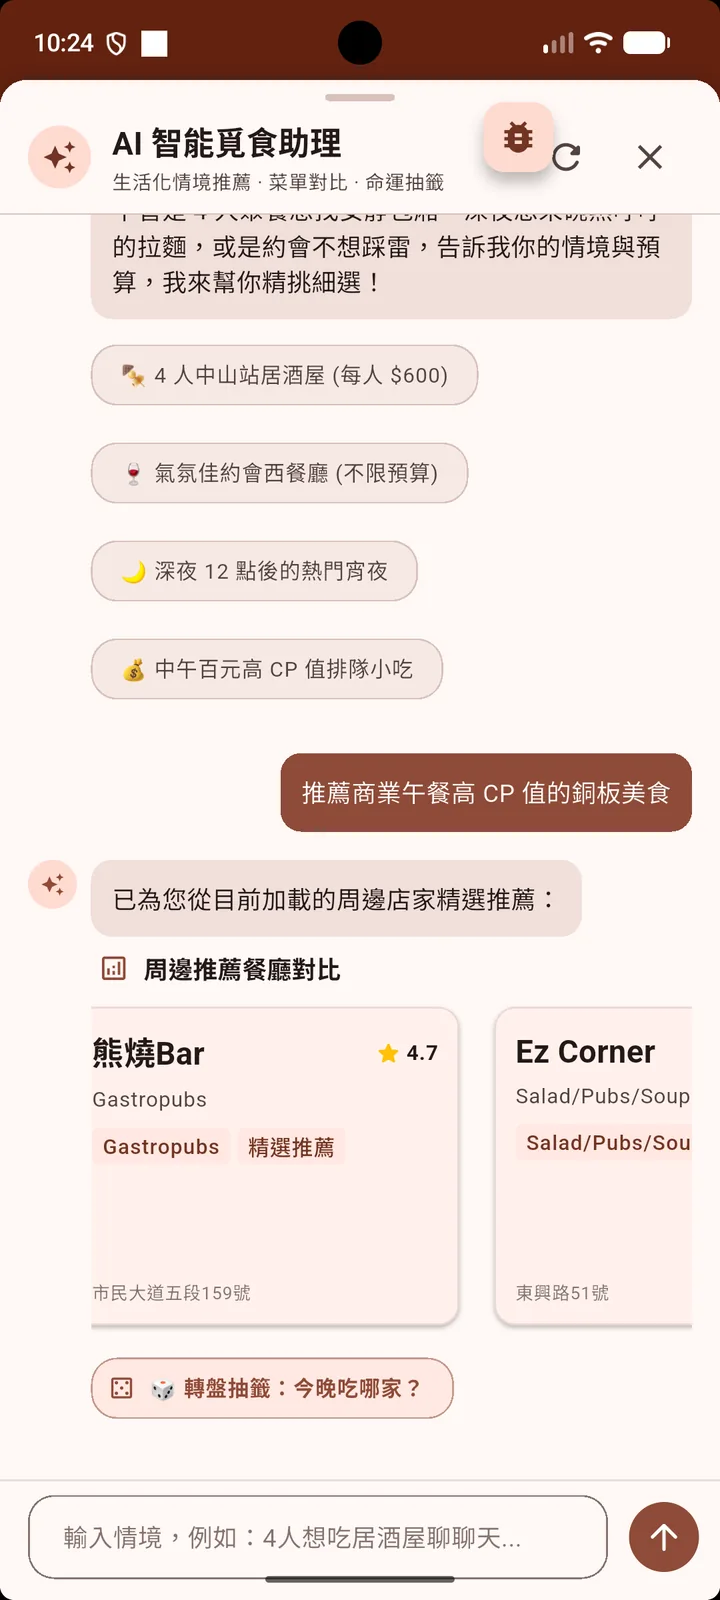 10:24
AI 智能覓食助理
生活化情境推薦 · 菜單對比 · 命運抽籤
的拉麵，或是約會不想踩雷，告訴我你的情境與預
算，我來幫你精挑細選！
🍢 4 人中山站居酒屋 (每人 $600)
🍷 氣氛佳約會西餐廳 (不限預算)
🌙 深夜 12 點後的熱門宵夜
💰 中午百元高 CP 值排隊小吃
推薦商業午餐高 CP 值的銅板美食
已為您從目前加載的周邊店家精選推薦：
周邊推薦餐廳對比
熊燒Bar
4.7
Gastropubs
Gastropubs 精選推薦
市民大道五段159號
Ez Corner
Salad/Pubs/Soup
Salad/Pubs/Sou
東興路51號
🎲 轉盤抽籤：今晚吃哪家？
輸入情境，例如：4人想吃居酒屋聊聊天...